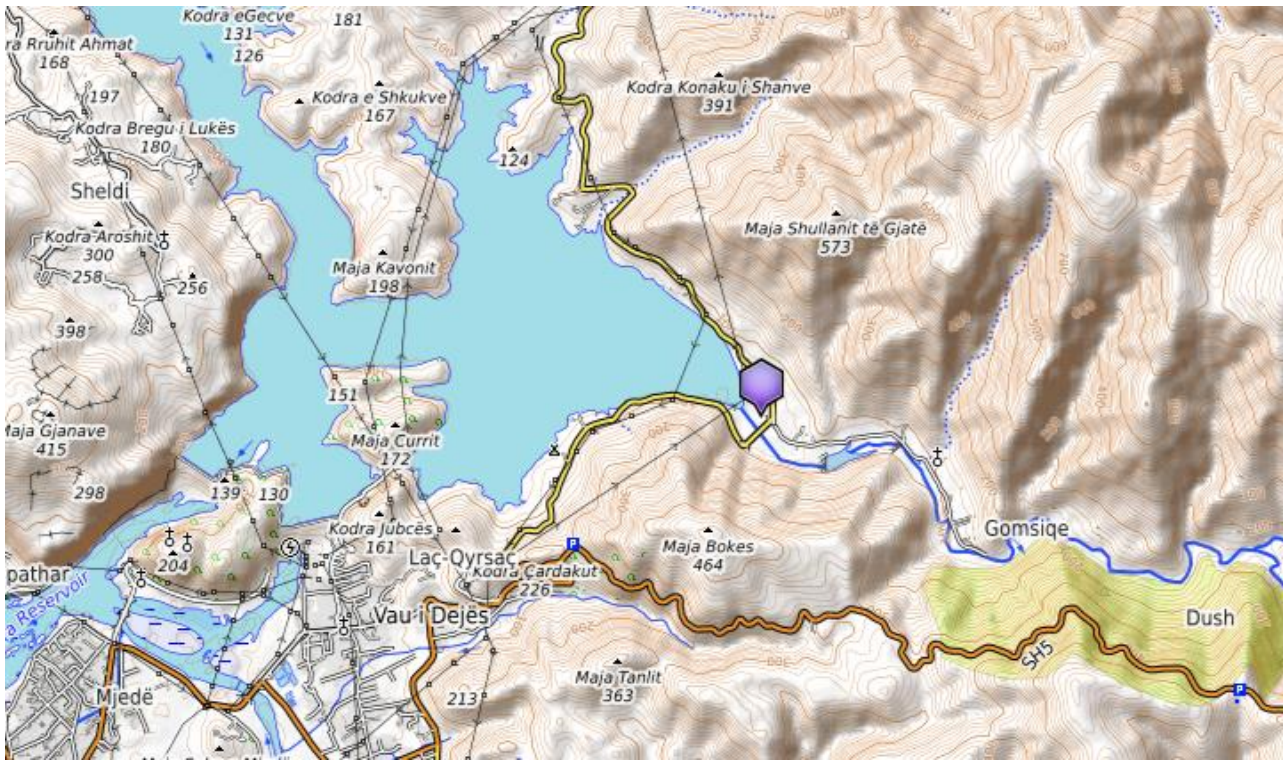 Kodra eGecve
131
126
181
ra Rruhit Ahmat
168
197
Kodra e Shkukve
167
Kodra Konaku i Shanve
391
Kodra Bregu i Lukës
180
124
Sheldi
Kodra Aroshit
300
258
256
Maja Kavonit
198
Maja Shullanit të Gjatë
573
398
151
Maja Gjanave
415
Maja Currit
172
298
139
130
Kodra Jubcës
161
Laç-Qyrsaç
P
Maja Bokes
464
Gomsiqe
204
pathar
Kodra Çardakut
226
a Reservoir
Vau i Dejës
Dush
SH5
Mjedë
213
Maja Tanlit
363
P